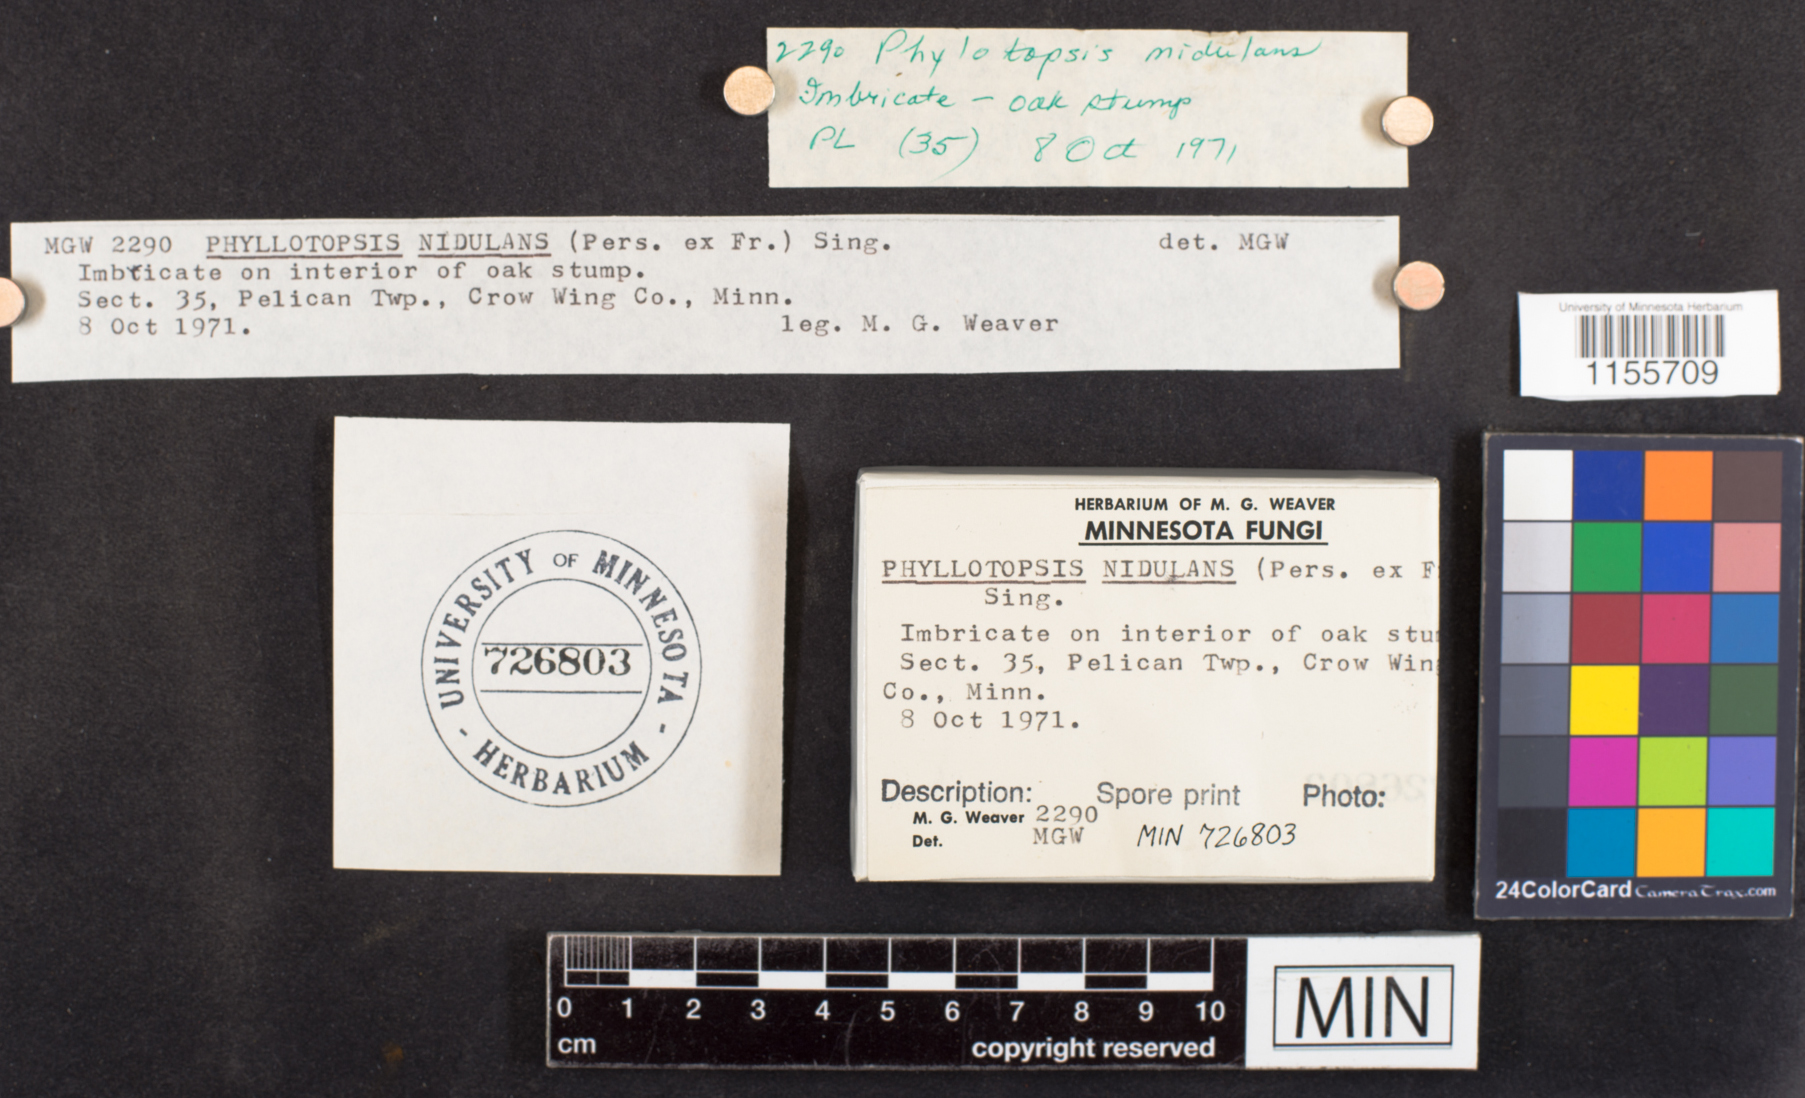 2290 Phylotopsis nidulans
Imbricate - oak stump
PL (35) 8 Oct 1971
MGW 2290 PHYLLOTOPSIS NIDULANS (Pers. ex Fr.) Sing. det. MGW
Imbricate on interior of oak stump.
Sect. 35, Pelican Twp., Crow Wing Co., Minn.
8 Oct 1971. leg. M. G. Weaver
University of Minnesota Herbarium
1155709
UNIVERSITY OF MINNESOTA
726803
- HERBARIUM -
HERBARIUM OF M. G. WEAVER
MINNESOTA FUNGI
PHYLLOTOPSIS NIDULANS (Pers. ex F
Sing.
Imbricate on interior of oak stu
Sect. 35, Pelican Twp., Crow Win
Co., Minn.
8 Oct 1971.
Description: Spore print Photo:
M. G. Weaver 2290
Det. MGW MIN 726803
24ColorCard CameraTrax.com
0 1 2 3 4 5 6 7 8 9 10
cm copyright reserved
MIN